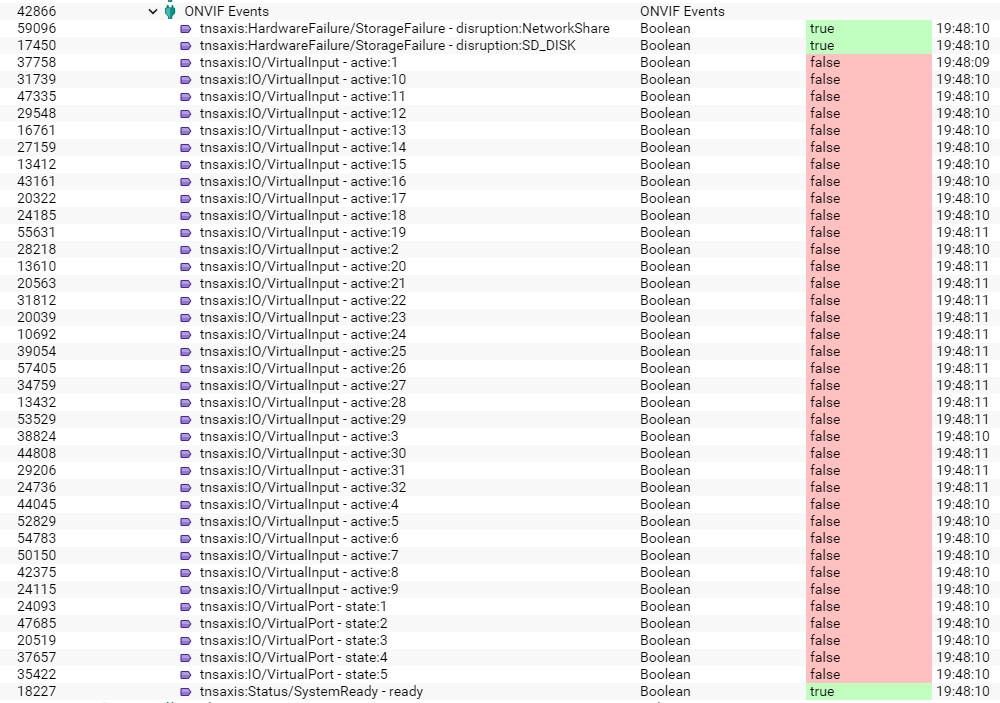 42866 ONVIF Events ONVIF Events
59096 tnsaxis:HardwareFailure/StorageFailure - disruption:NetworkShare Boolean true 19:48:10
17450 tnsaxis:HardwareFailure/StorageFailure - disruption:SD_DISK Boolean true 19:48:10
37758 tnsaxis:IO/VirtualInput - active:1 Boolean false 19:48:09
31739 tnsaxis:IO/VirtualInput - active:10 Boolean false 19:48:10
47335 tnsaxis:IO/VirtualInput - active:11 Boolean false 19:48:10
29548 tnsaxis:IO/VirtualInput - active:12 Boolean false 19:48:10
16761 tnsaxis:IO/VirtualInput - active:13 Boolean false 19:48:10
27159 tnsaxis:IO/VirtualInput - active:14 Boolean false 19:48:10
13412 tnsaxis:IO/VirtualInput - active:15 Boolean false 19:48:10
43161 tnsaxis:IO/VirtualInput - active:16 Boolean false 19:48:10
20322 tnsaxis:IO/VirtualInput - active:17 Boolean false 19:48:10
24185 tnsaxis:IO/VirtualInput - active:18 Boolean false 19:48:10
55631 tnsaxis:IO/VirtualInput - active:19 Boolean false 19:48:11
28218 tnsaxis:IO/VirtualInput - active:2 Boolean false 19:48:10
13610 tnsaxis:IO/VirtualInput - active:20 Boolean false 19:48:11
20563 tnsaxis:IO/VirtualInput - active:21 Boolean false 19:48:11
31812 tnsaxis:IO/VirtualInput - active:22 Boolean false 19:48:11
20039 tnsaxis:IO/VirtualInput - active:23 Boolean false 19:48:11
10692 tnsaxis:IO/VirtualInput - active:24 Boolean false 19:48:11
39054 tnsaxis:IO/VirtualInput - active:25 Boolean false 19:48:11
57405 tnsaxis:IO/VirtualInput - active:26 Boolean false 19:48:11
34759 tnsaxis:IO/VirtualInput - active:27 Boolean false 19:48:11
13432 tnsaxis:IO/VirtualInput - active:28 Boolean false 19:48:11
53529 tnsaxis:IO/VirtualInput - active:29 Boolean false 19:48:11
38824 tnsaxis:IO/VirtualInput - active:3 Boolean false 19:48:10
44808 tnsaxis:IO/VirtualInput - active:30 Boolean false 19:48:11
29206 tnsaxis:IO/VirtualInput - active:31 Boolean false 19:48:11
24736 tnsaxis:IO/VirtualInput - active:32 Boolean false 19:48:11
44045 tnsaxis:IO/VirtualInput - active:4 Boolean false 19:48:10
52829 tnsaxis:IO/VirtualInput - active:5 Boolean false 19:48:10
54783 tnsaxis:IO/VirtualInput - active:6 Boolean false 19:48:10
50150 tnsaxis:IO/VirtualInput - active:7 Boolean false 19:48:10
42375 tnsaxis:IO/VirtualInput - active:8 Boolean false 19:48:10
24115 tnsaxis:IO/VirtualInput - active:9 Boolean false 19:48:10
24093 tnsaxis:IO/VirtualPort - state:1 Boolean false 19:48:10
47685 tnsaxis:IO/VirtualPort - state:2 Boolean false 19:48:10
20519 tnsaxis:IO/VirtualPort - state:3 Boolean false 19:48:10
37657 tnsaxis:IO/VirtualPort - state:4 Boolean false 19:48:10
35422 tnsaxis:IO/VirtualPort - state:5 Boolean false 19:48:10
18227 tnsaxis:Status/SystemReady - ready Boolean true 19:48:10